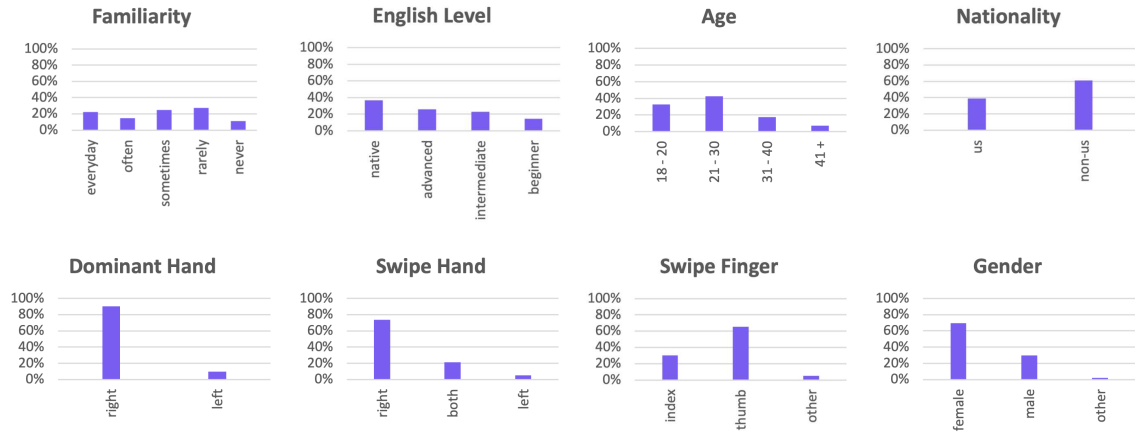 Familiarity
100%
80%
60%
40%
20%
0%
everyday
often
sometimes
rarely
never
English Level
100%
80%
60%
40%
20%
0%
native
advanced
intermediate
beginner
Age
100%
80%
60%
40%
20%
0%
18 - 20
21 - 30
31 - 40
41 +
Nationality
100%
80%
60%
40%
20%
0%
us
non-us
Dominant Hand
100%
80%
60%
40%
20%
0%
right
left
Swipe Hand
100%
80%
60%
40%
20%
0%
right
both
left
Swipe Finger
100%
80%
60%
40%
20%
0%
index
thumb
other
Gender
100%
80%
60%
40%
20%
0%
female
male
other